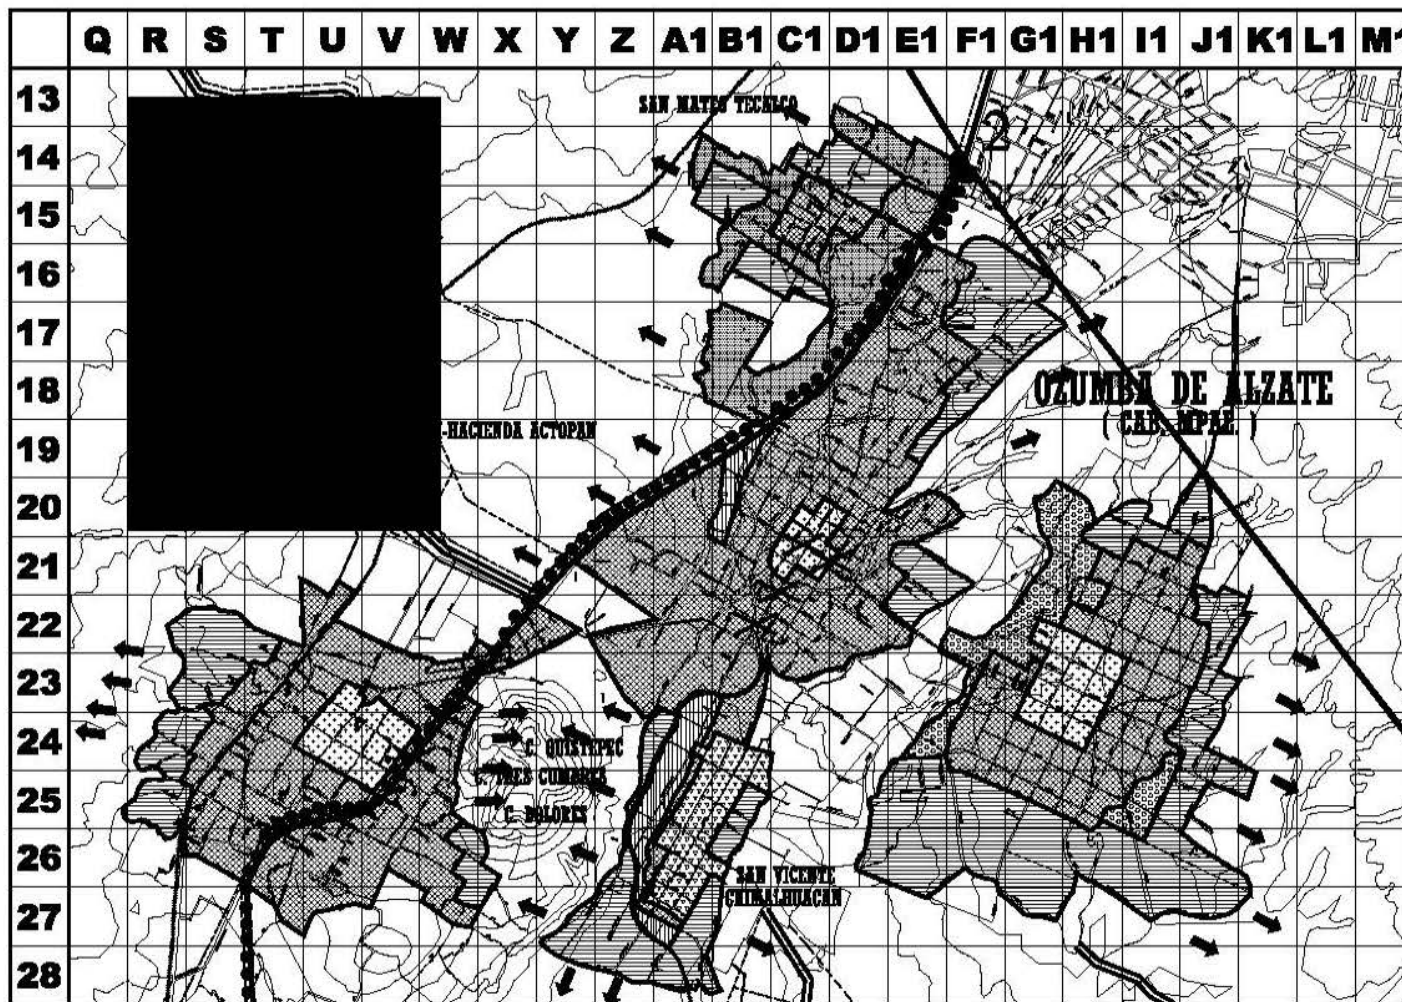 Q R S T U V W X Y Z A1 B1 C1 D1 E1 F1 G1 H1 I1 J1 K1 L1 M1
13
SAN MATEO TECALCO
2
14
15
16
17
18
OZUMBA DE ALZATE
( CAB. MPAL. )
19
-HACIENDA ACTOPAN
20
21
22
23
24
C. QUISTEPEC
C. TRES CUMBRES
25
C. DOLORES
26
SAN VICENTE
CHIMALHUACAN
27
28